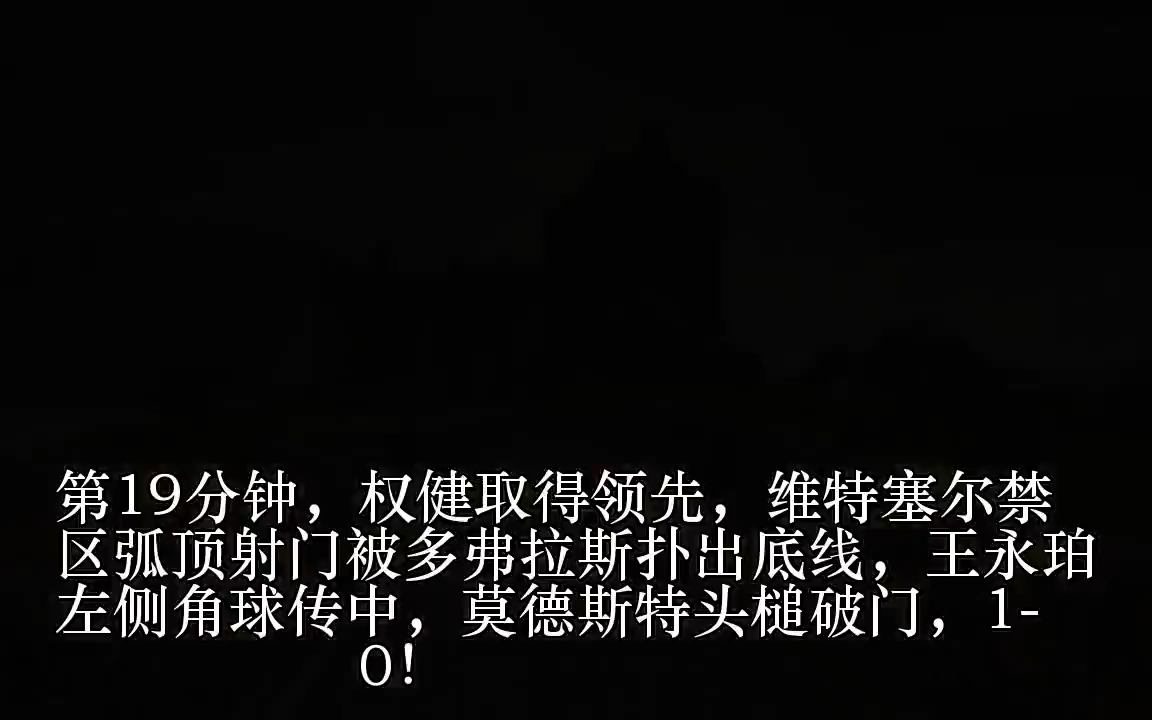 第19分钟，权健取得领先，维特塞尔禁
区弧顶射门被多弗拉斯扑出底线，王永珀
左侧角球传中，莫德斯特头槌破门，1-
0!